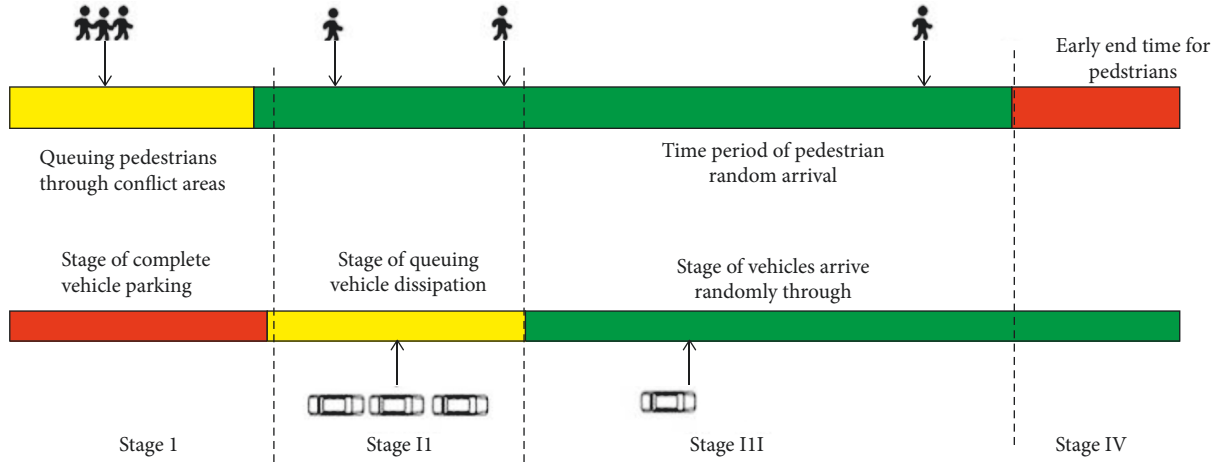 Early end time for
pedstrians
Queuing pedestrians
through conflict areas
Time period of pedestrian
random arrival
Stage of complete
vehicle parking
Stage of queuing
vehicle dissipation
Stage of vehicles arrive
randomly through
Stage 1
Stage I1
Stage I1I
Stage IV